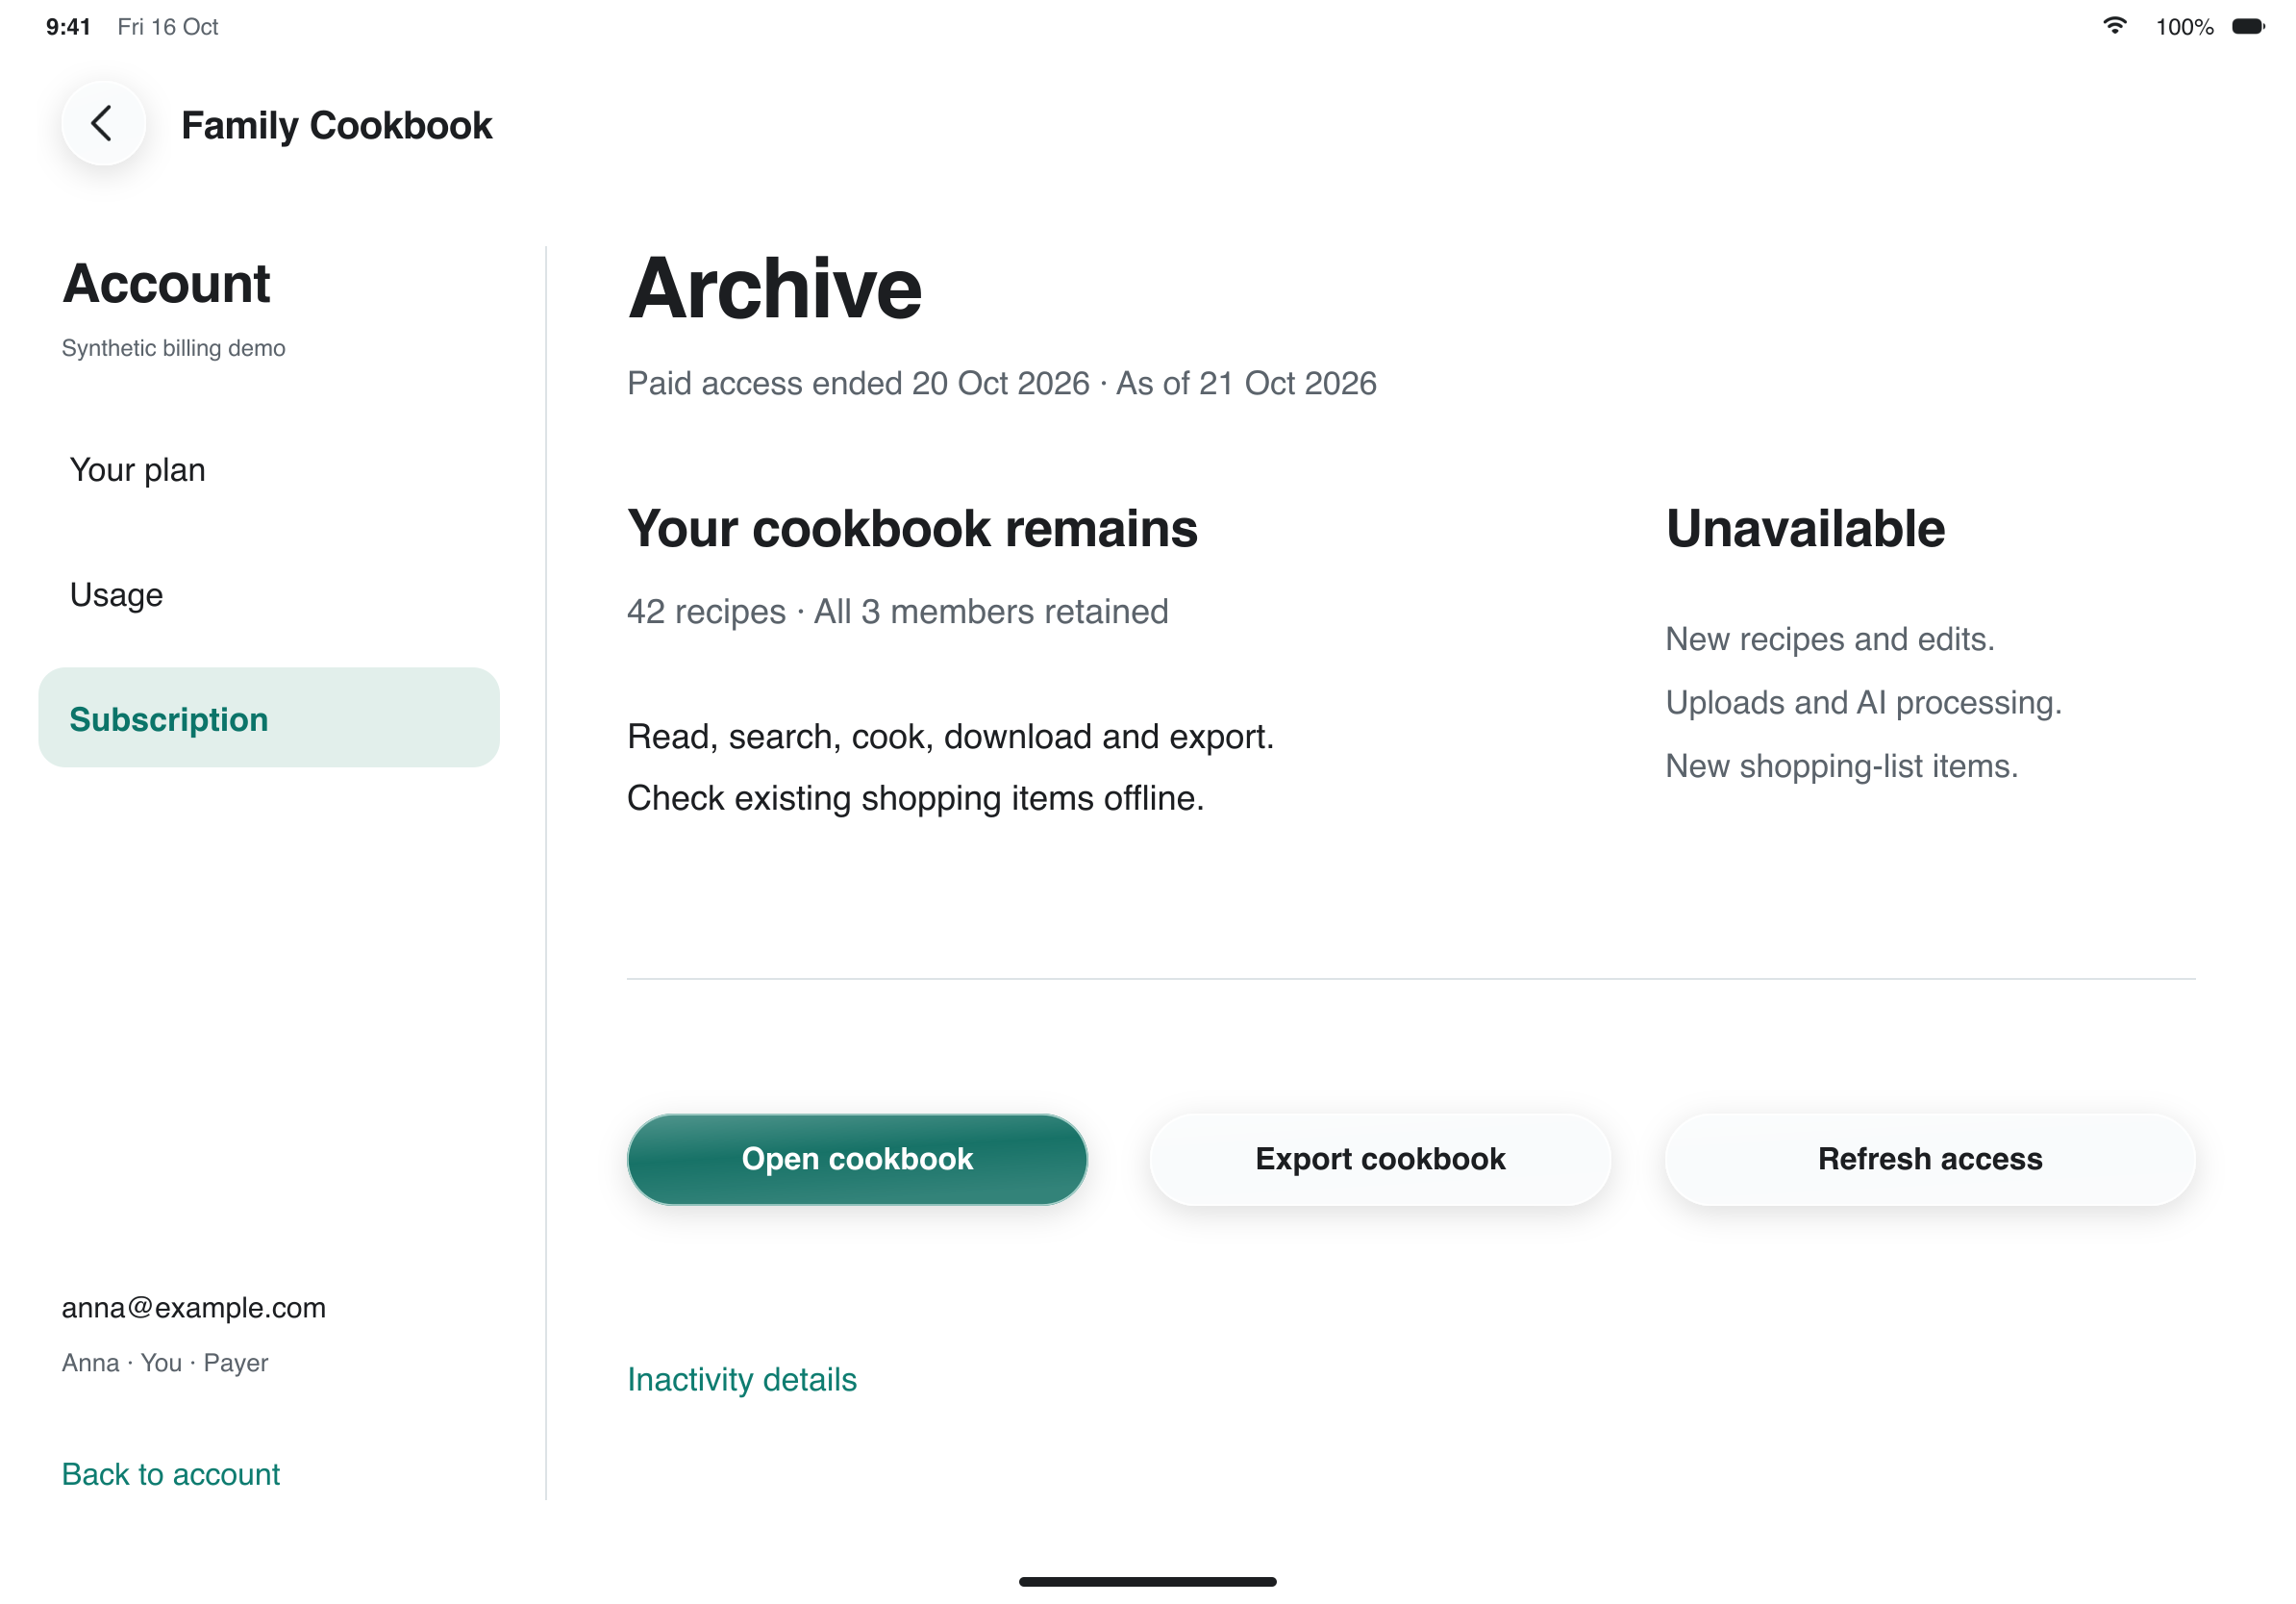 9:41 Fri 16 Oct
100%
Family Cookbook
Account
Synthetic billing demo
Your plan
Usage
Subscription
anna@example.com
Anna · You · Payer
Back to account
Archive
Paid access ended 20 Oct 2026 · As of 21 Oct 2026
Your cookbook remains
42 recipes · All 3 members retained
Read, search, cook, download and export.
Check existing shopping items offline.
Unavailable
New recipes and edits.
Uploads and AI processing.
New shopping-list items.
Open cookbook
Export cookbook
Refresh access
Inactivity details